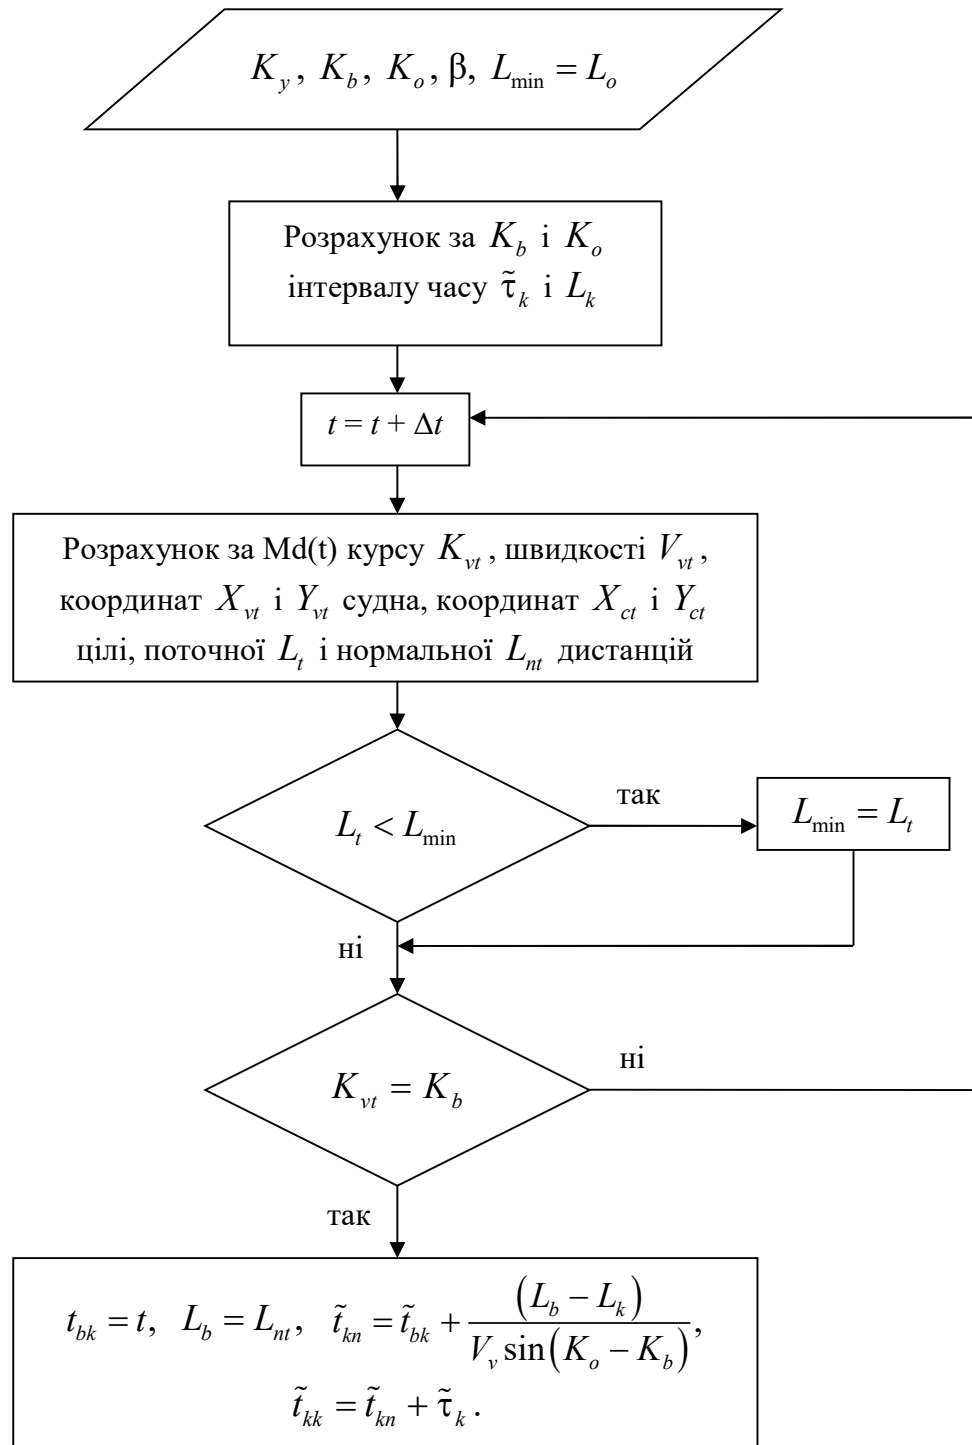 K_y, K_b, K_o, β, L_min = L_o
Розрахунок за K_b і K_o
інтервалу часу τ̃_k і L_k
t = t + Δt
Розрахунок за Md(t) курсу K_vt, швидкості V_vt,
координат X_vt і Y_vt судна, координат X_ct і Y_ct
цілі, поточної L_t і нормальної L_nt дистанцій
L_t < L_min
так
L_min = L_t
ні
K_vt = K_b
ні
так
t_bk = t, L_b = L_nt, t̃_kn = t̃_bk + (L_b − L_k) / V_v sin(K_o − K_b),
t̃_kk = t̃_kn + τ̃_k.